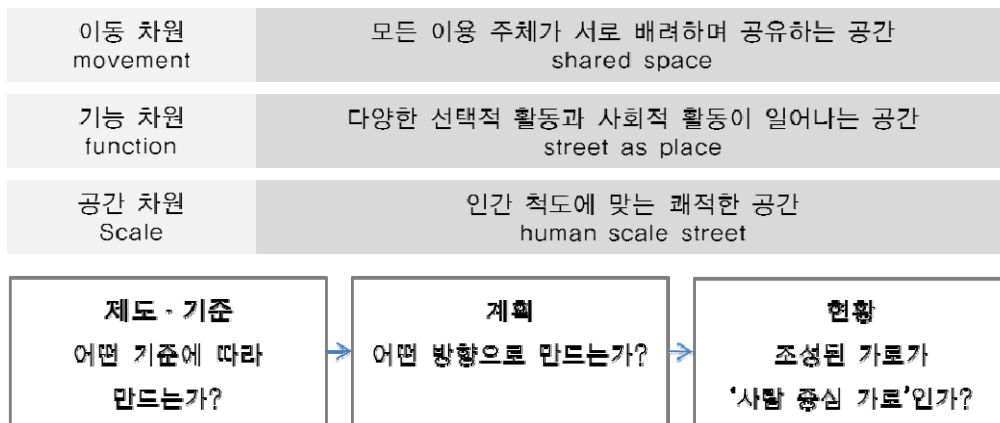 이동 차원
movement
모든 이용 주체가 서로 배려하며 공유하는 공간
shared space
기능 차원
function
다양한 선택적 활동과 사회적 활동이 일어나는 공간
street as place
공간 차원
Scale
인간 척도에 맞는 쾌적한 공간
human scale street
제도·기준
어떤 기준에 따라
만드는가?
계획
어떤 방향으로 만드는가?
현황
조성된 가로가
‘사람 중심 가로’인가?